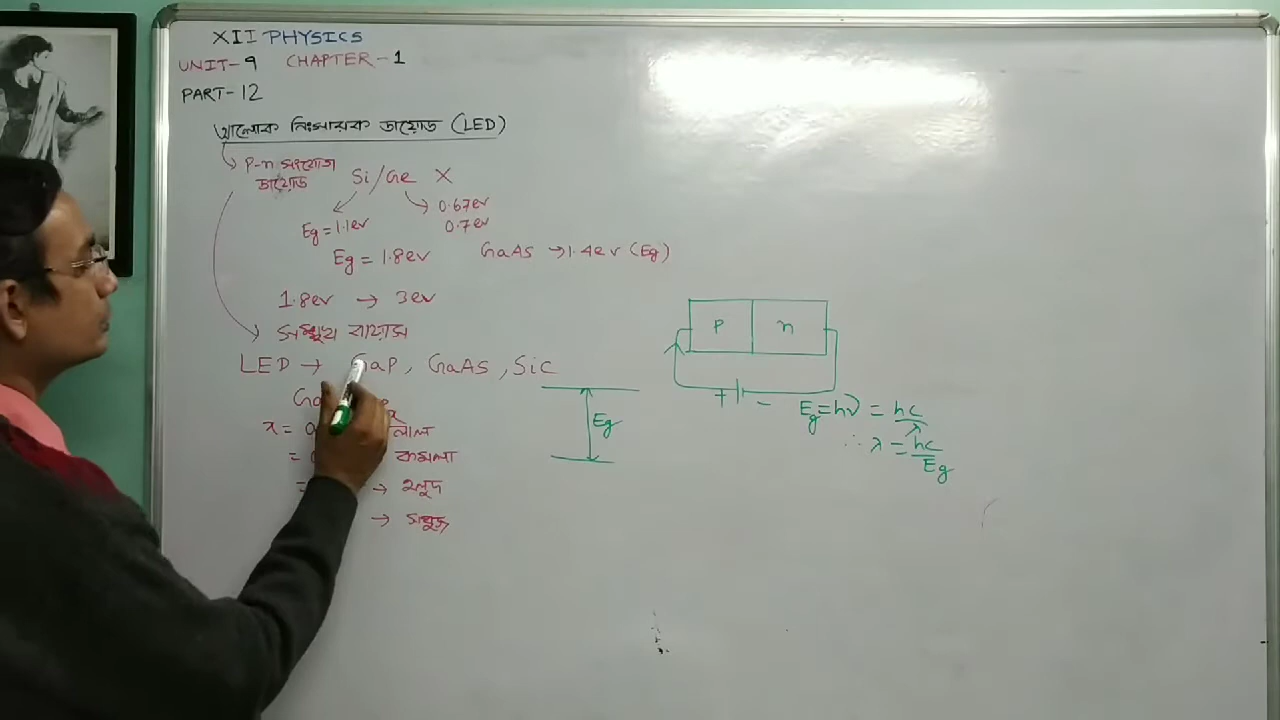 XII PHYSICS
UNIT-9 CHAPTER-1
PART-12
আলোক নিঃসারক ডায়োড (LED)
P-n সংযোগ
ডায়োড
Si/Ge X
0.67ev
0.7ev
Eg=1.1ev
Eg = 1.8ev
GaAs →1.4ev (Eg)
1.8ev → 3ev
সম্মুখ বায়াস
LED → GaP, GaAs, SiC
Ga
x =
লাল
= কমলা
= → হলুদ
→ সবুজ
P n
+ -
Eg
Eg=hν = hc/λ
∴ λ = hc/Eg